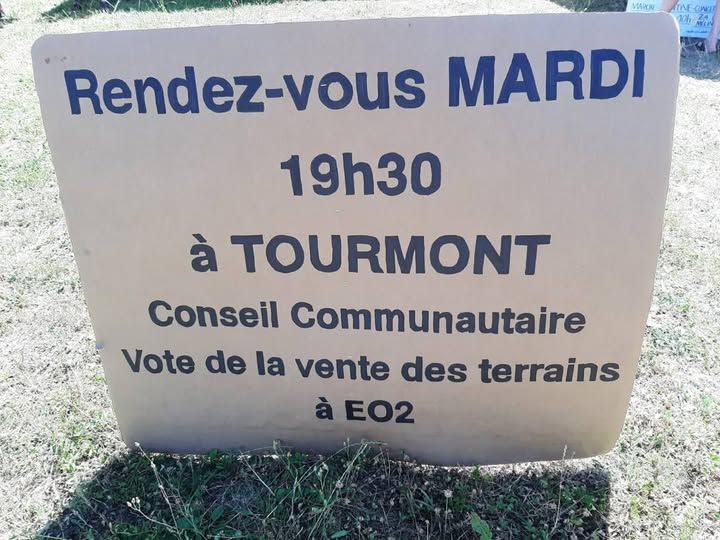 Rendez-vous MARDI
19h30
à TOURMONT
Conseil Communautaire
Vote de la vente des terrains
à EO2